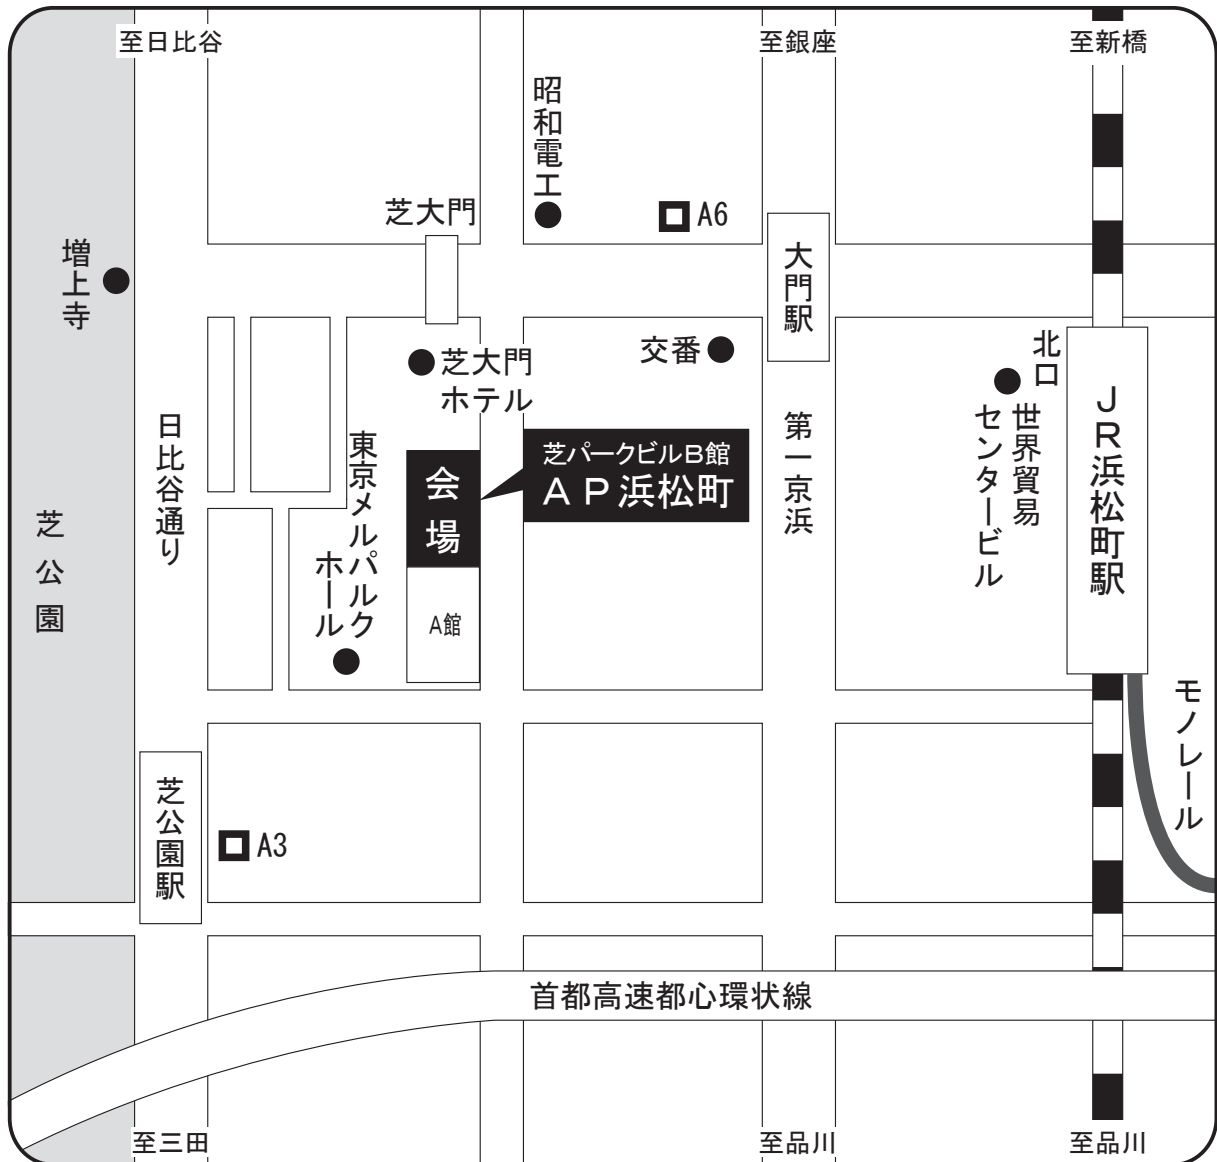 至日比谷
至銀座
至新橋
昭和電工
芝大門
A6
増上寺
大門駅
芝大門
ホテル
交番
北口
世界貿易
センタービル
JR浜松町駅
日比谷通り
東京メルパルク
ホール
会場
芝パークビルB館
AP浜松町
第一京浜
芝公園
A館
モノレール
芝公園駅
A3
首都高速都心環状線
至三田
至品川
至品川